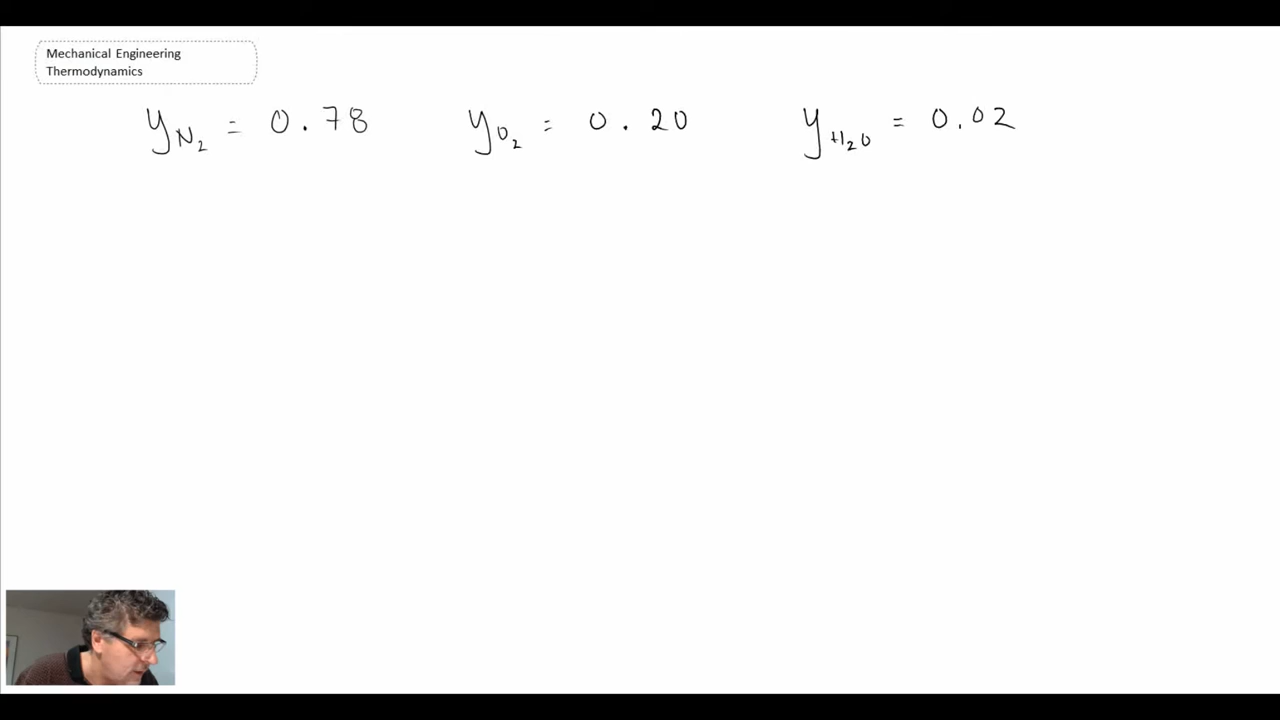 Mechanical Engineering
Thermodynamics
y_N₂ = 0.78 y_O₂ = 0.20 y_H₂O = 0.02